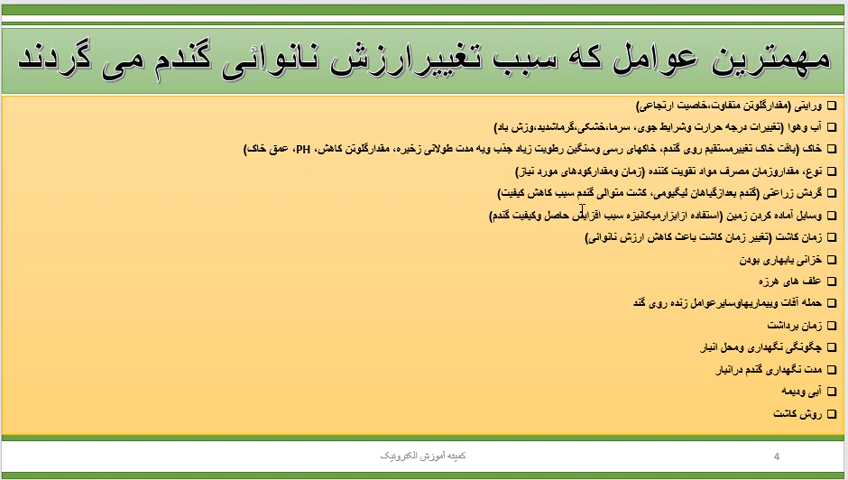 مهمترین عوامل که سبب تغییرارزش نانوائی گندم می گردند
ورایتی (مقدارگلوتن متفاوت،خاصیت ارتجاعی)
آب وهوا (تغییرات درجه حرارت وشرایط جوی، سرما،خشکی،گرماشدید،وزش باد)
خاک (بافت خاک تغییرمستقیم روی گندم، خاکهای رسی وسنگین رطوبت زیاد جذب وبه مدت طولانی زخیره، مقدارگلوتن کاهش، PH، عمق خاک)
نوع، مقداروزمان مصرف مواد تقویت کننده (زمان ومقدارکودهای مورد نیاز)
گردش زراعتی (گندم بعدازگیاهان لیگیومی، کشت متوالی گندم سبب کاهش کیفیت)
وسایل آماده کردن زمین (استفاده ازابزارمیکانیزه سبب افزایش حاصل وکیفیت گندم)
زمان کاشت (تغییر زمان کاشت باعث کاهش ارزش نانوائی)
خزانی یابهاری بودن
علف های هرزه
حمله آفات وبیماریهاوسایرعوامل زنده روی گند
زمان برداشت
چگونگی نگهداری ومحل انبار
مدت نگهداری گندم درانبار
آبی ودیمه
روش کاشت
کمیته آموزش الکترونیک
4